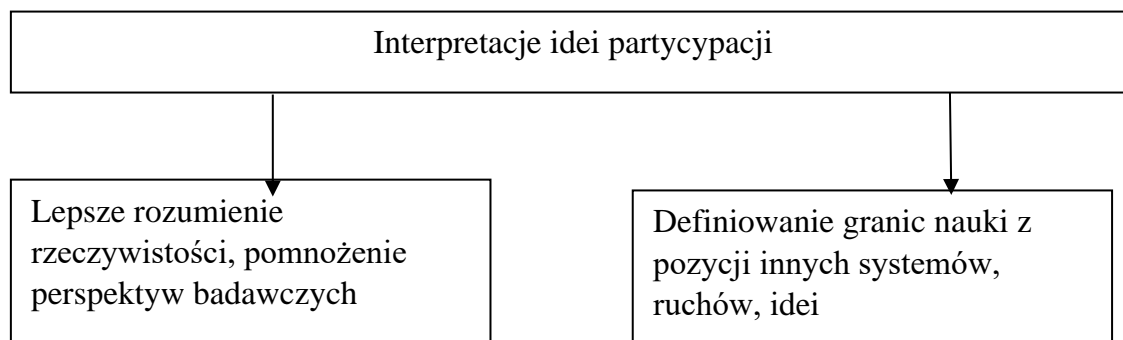 Interpretacje idei partycypacji
Lepsze rozumienie
rzeczywistości, pomnożenie
perspektyw badawczych
Definiowanie granic nauki z
pozycji innych systemów,
ruchów, idei